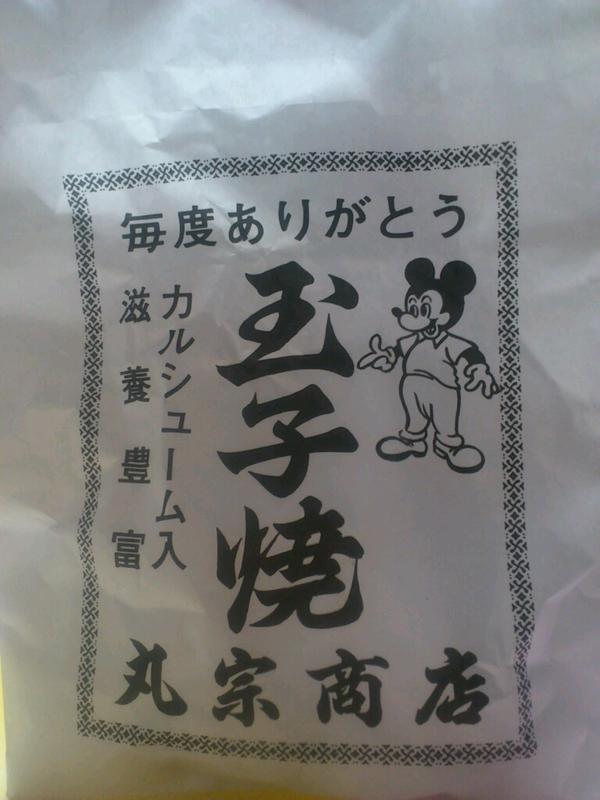 毎度ありがとう
玉子焼
カルシューム入
滋養豊富
丸宗商店